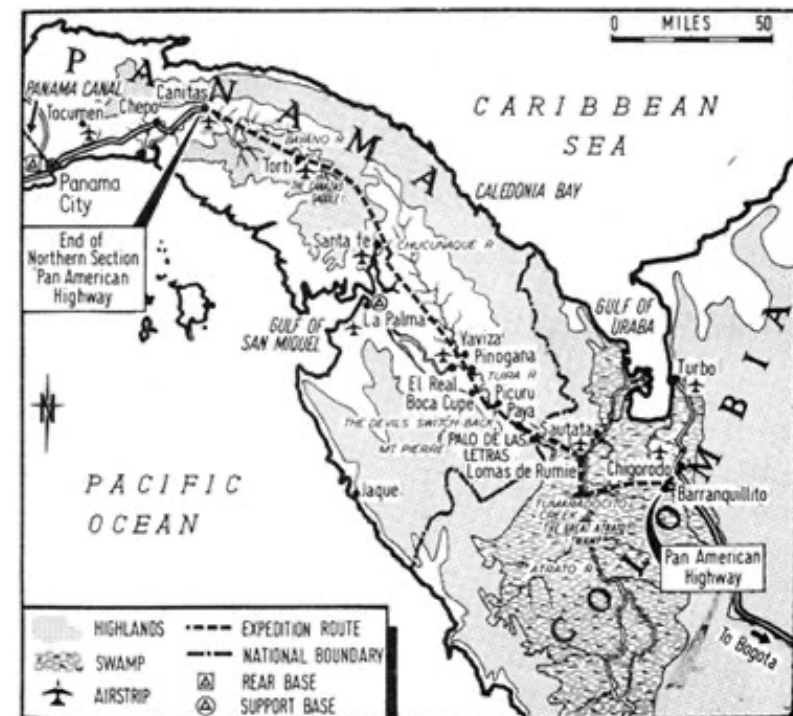 0 MILES 50
PANAMA
PANAMA CANAL
Canitas
Tocumen
Chepo
CARIBBEAN
SEA
BAYANO R
Torti
Panama
City
CALEDONIA BAY
End of
Northern Section
Pan American
Highway
Santa fe
CHUCUNAQUE R
GULF OF
URABA
La Palma
GULF OF
SAN MIQUEL
Yaviza
Pinogana
TUIRA R
Turbo
El Real
Boca Cupe
Picuru
Paya
THE DEVILS SWITCH-BACK
Sautata
MT PIERRE
PALO DE LAS
LETRAS
Lomas de Rumie
Chigorodo
Barranquillito
COLOMBIA
PACIFIC
OCEAN
Jaque
CREEK
ATRATO R
Pan American
Highway
N
To Bogota
HIGHLANDS
EXPEDITION ROUTE
SWAMP
NATIONAL BOUNDARY
AIRSTRIP
REAR BASE
SUPPORT BASE